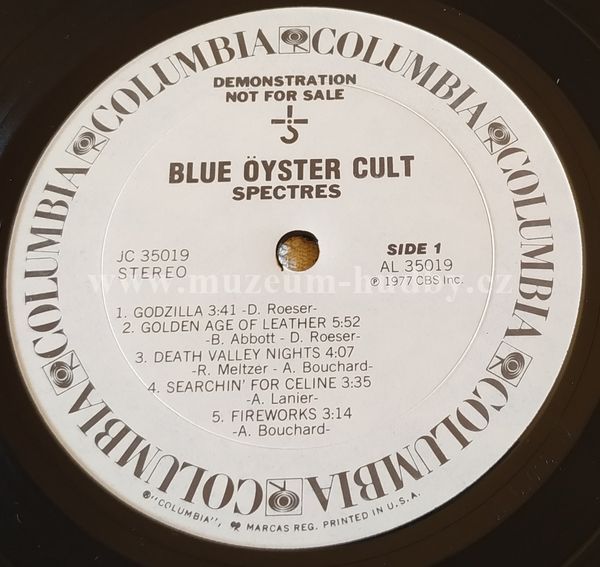 COLUMBIA COLUMBIA COLUMBIA COLUMBIA COLUMBIA COLUMBIA COLUMBIA COLUMBIA
DEMONSTRATION
NOT FOR SALE
BLUE ÖYSTER CULT
SPECTRES
JC 35019
STEREO
SIDE 1
AL 35019
℗ 1977 CBS Inc.
www.muzeum-hudby.cz
1. GODZILLA 3:41 -D. Roeser-
2. GOLDEN AGE OF LEATHER 5:52
-B. Abbott - D. Roeser-
3. DEATH VALLEY NIGHTS 4:07
-R. Meltzer - A. Bouchard-
4. SEARCHIN' FOR CELINE 3:35
-A. Lanier-
5. FIREWORKS 3:14
-A. Bouchard-
®"COLUMBIA", MARCAS REG. PRINTED IN U.S.A.